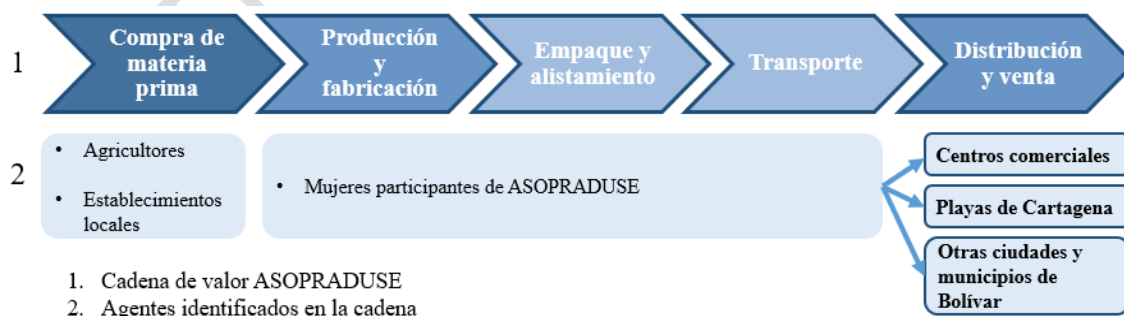 1
Compra de
materia
prima
Producción
y
fabricación
Empaque y
alistamiento
Transporte
Distribución
y venta
2
• Agricultores
• Establecimientos
locales
• Mujeres participantes de ASOPRADUSE
Centros comerciales
Playas de Cartagena
Otras ciudades y
municipios de
Bolívar
1. Cadena de valor ASOPRADUSE
2. Agentes identificados en la cadena